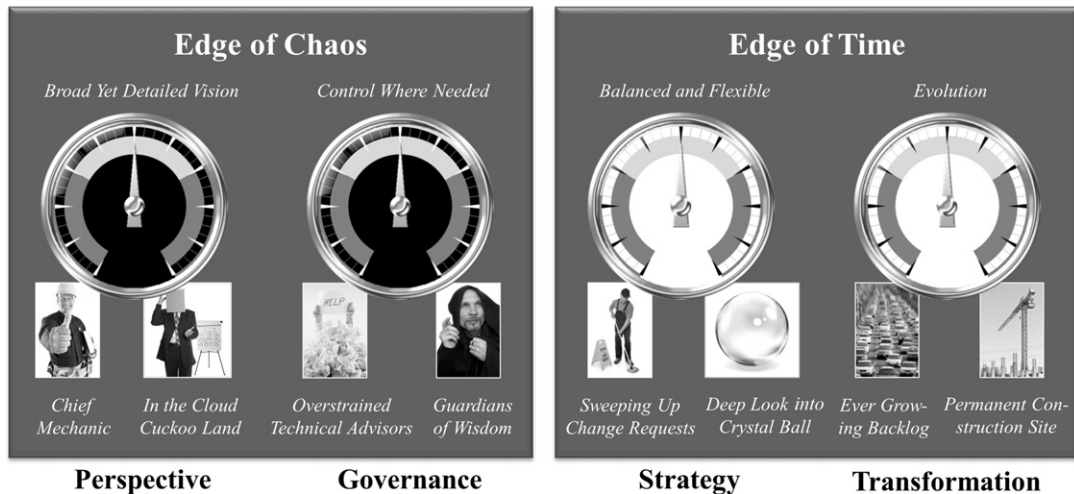 Edge of Chaos
Broad Yet Detailed Vision
Control Where Needed
HELP
Chief
Mechanic
In the Cloud
Cuckoo Land
Overstrained
Technical Advisors
Guardians
of Wisdom
Perspective
Governance
Edge of Time
Balanced and Flexible
Evolution
Sweeping Up
Change Requests
Deep Look into
Crystal Ball
Ever Grow-
ing Backlog
Permanent Con-
struction Site
Strategy
Transformation